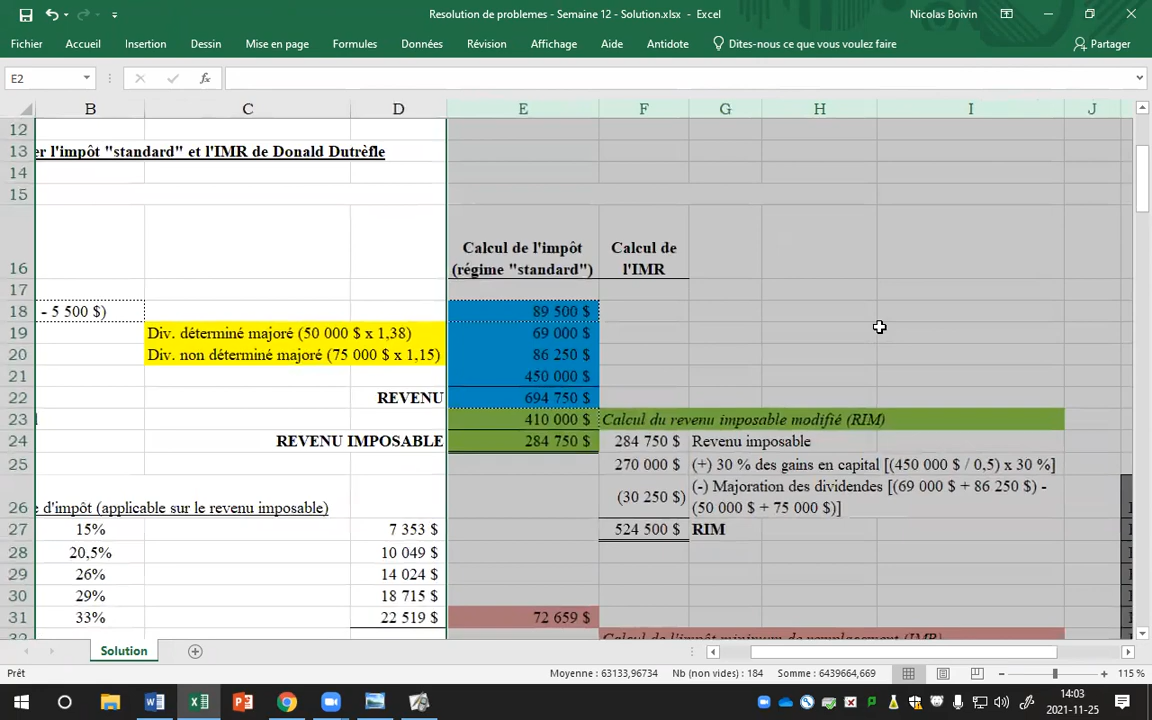 Resolution de problemes - Semaine 12 - Solution.xlsx - Excel
Nicolas Boivin
Fichier Accueil Insertion Dessin Mise en page Formules Données Révision Affichage Aide Antidote Dites-nous ce que vous voulez faire Partager
E2
fx
B C D E F G H I J
12
13 er l'impôt "standard" et l'IMR de Donald Dutrèfle
14
15
Calcul de l'impôt Calcul de
16 (régime "standard") l'IMR
17
18 - 5 500 $) 89 500 $
19 Div. déterminé majoré (50 000 $ x 1,38) 69 000 $
20 Div. non déterminé majoré (75 000 $ x 1,15) 86 250 $
21 450 000 $
22 REVENU 694 750 $
23 410 000 $ Calcul du revenu imposable modifié (RIM)
24 REVENU IMPOSABLE 284 750 $ 284 750 $ Revenu imposable
25 270 000 $ (+) 30 % des gains en capital [(450 000 $ / 0,5) x 30 %]
(30 250 $) (-) Majoration des dividendes [(69 000 $ + 86 250 $) -
26 d'impôt (applicable sur le revenu imposable) (50 000 $ + 75 000 $)]
27 15% 7 353 $ 524 500 $ RIM
28 20,5% 10 049 $
29 26% 14 024 $
30 29% 18 715 $
31 33% 22 519 $ 72 659 $
32 Calcul de l'impôt minimum de remplacement (IMR)
Solution
Prêt Moyenne : 63133,96734 Nb (non vides) : 184 Somme : 6439664,669 115 %
14:03
2021-11-25